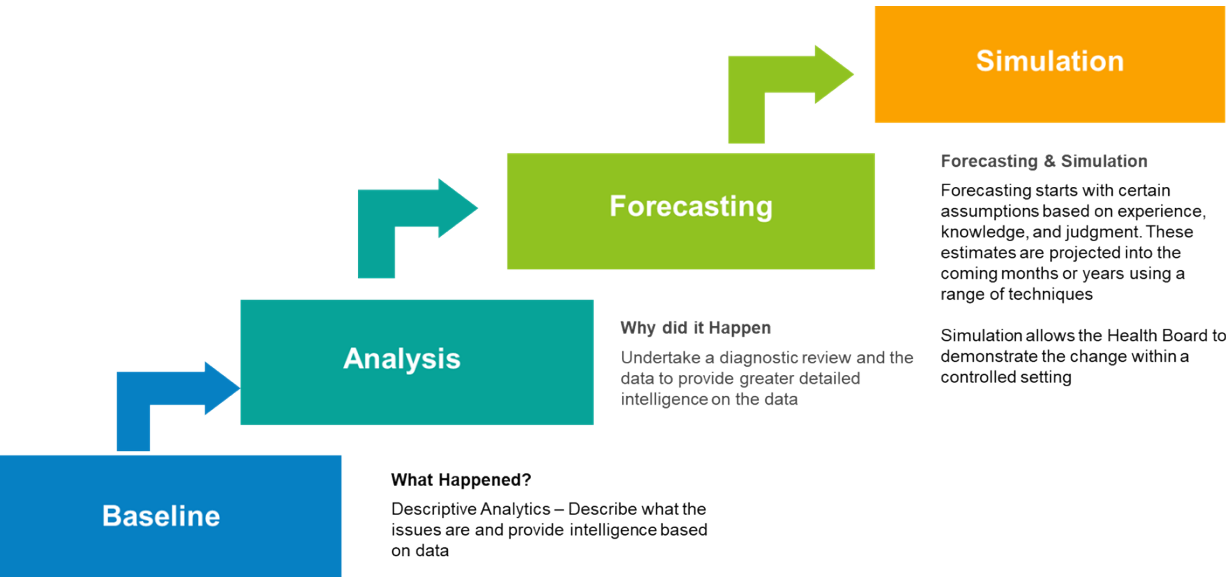 Simulation
Forecasting & Simulation
Forecasting starts with certain
assumptions based on experience,
knowledge, and judgment. These
estimates are projected into the
coming months or years using a
range of techniques
Simulation allows the Health Board to
demonstrate the change within a
controlled setting
Forecasting
Why did it Happen
Undertake a diagnostic review and the
data to provide greater detailed
intelligence on the data
Analysis
What Happened?
Descriptive Analytics – Describe what the
issues are and provide intelligence based
on data
Baseline